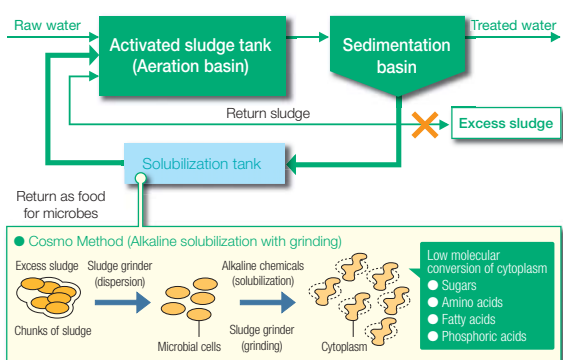 Raw water
Treated water
Activated sludge tank
(Aeration basin)
Sedimentation
basin
Return sludge
Excess sludge
Solubilization tank
Return as food
for microbes
● Cosmo Method (Alkaline solubilization with grinding)
Excess sludge
Chunks of sludge
Sludge grinder
(dispersion)
Microbial cells
Alkaline chemicals
(solubilization)
Sludge grinder
(grinding)
Cytoplasm
Low molecular
conversion of cytoplasm
● Sugars
● Amino acids
● Fatty acids
● Phosphoric acids